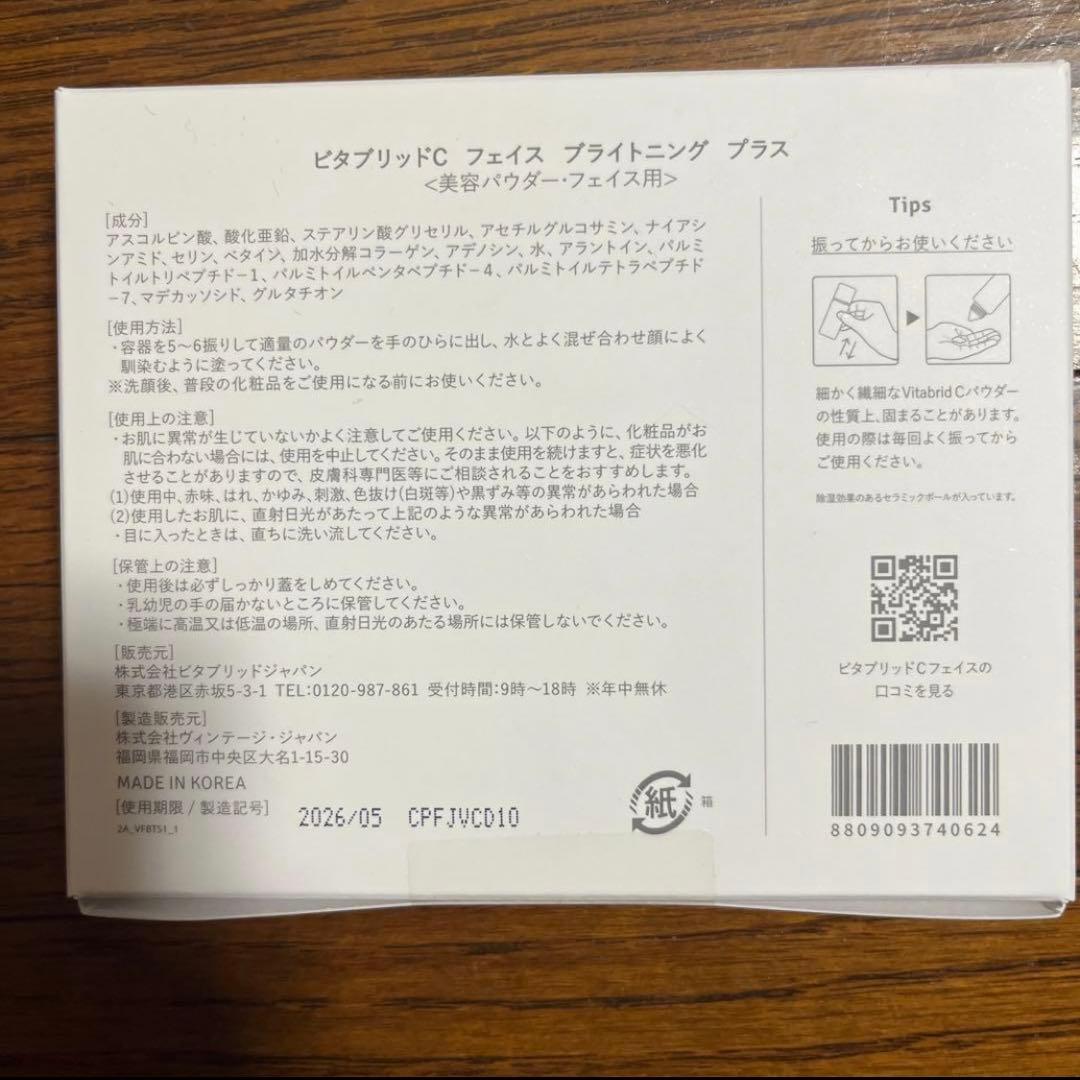 ビタブリッドC フェイス ブライトニング プラス
<美容パウダー・フェイス用>
[成分]
アスコルビン酸、酸化亜鉛、ステアリン酸グリセリル、アセチルグルコサミン、ナイアシ
ンアミド、セリン、ベタイン、加水分解コラーゲン、アデノシン、水、アラントイン、パルミ
トイルトリペプチド-1、パルミトイルペンタペプチド-4、パルミトイルテトラペプチド
-7、マデカッソシド、グルタチオン
[使用方法]
・容器を5〜6振りして適量のパウダーを手のひらに出し、水とよく混ぜ合わせ顔によく
馴染むように塗ってください。
※洗顔後、普段の化粧品をご使用になる前にお使いください。
[使用上の注意]
・お肌に異常が生じていないかよく注意してご使用ください。以下のように、化粧品がお
肌に合わない場合には、使用を中止してください。そのまま使用を続けますと、症状を悪化
させることがありますので、皮膚科専門医等にご相談されることをおすすめします。
(1)使用中、赤味、はれ、かゆみ、刺激、色抜け(白斑等)や黒ずみ等の異常があらわれた場合
(2)使用したお肌に、直射日光があたって上記のような異常があらわれた場合
・目に入ったときは、直ちに洗い流してください。
[保管上の注意]
・使用後は必ずしっかり蓋をしめてください。
・乳幼児の手の届かないところに保管してください。
・極端に高温又は低温の場所、直射日光のあたる場所には保管しないでください。
[販売元]
株式会社ビタブリッドジャパン
東京都港区赤坂5-3-1 TEL:0120-987-861 受付時間:9時〜18時 ※年中無休
[製造販売元]
株式会社ヴィンテージ・ジャパン
福岡県福岡市中央区大名1-15-30
MADE IN KOREA
[使用期限 / 製造記号] 2026/05 CPFJVCD10
2A_VFBTS1_1
紙 箱
Tips
振ってからお使いください
細かく繊細なVitabrid Cパウダー
の性質上、固まることがあります。
使用の際は毎回よく振ってから
ご使用ください。
除湿効果のあるセラミックボールが入っています。
ビタブリッドCフェイスの
口コミを見る
8809093740624